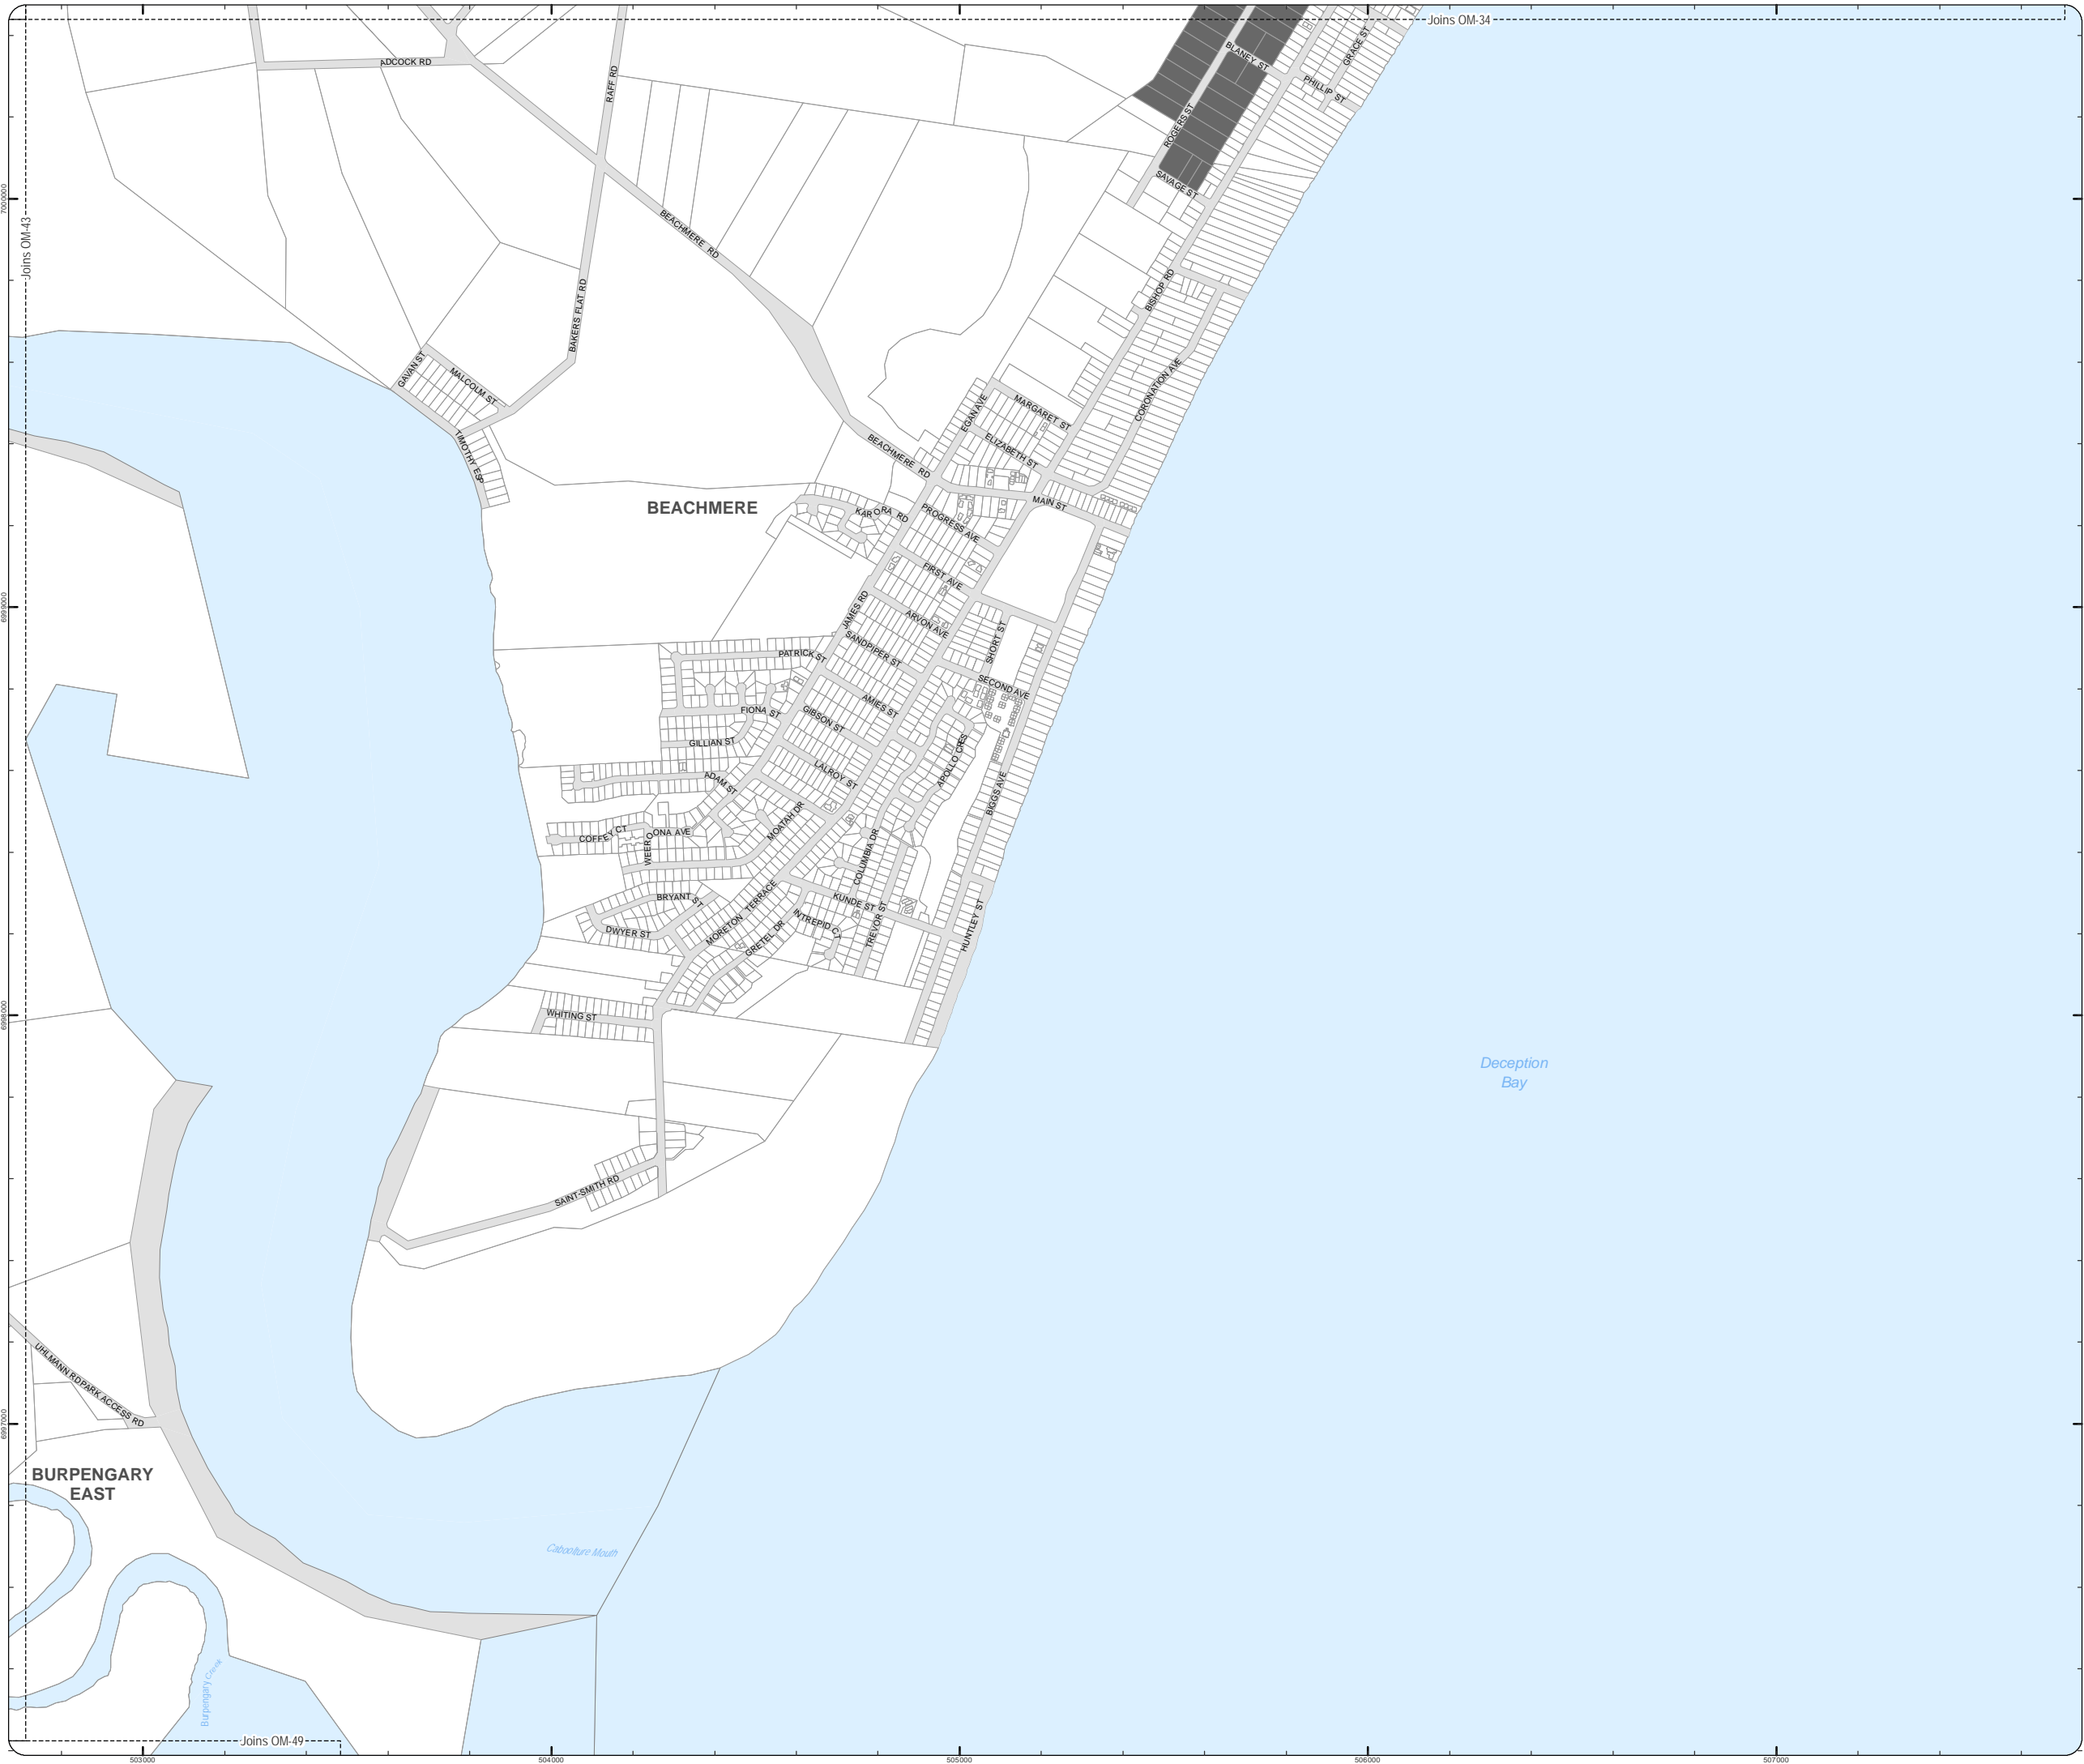 Joins OM-34
GRACE ST
BLANEY ST
PHILLIP ST
ADCOCK RD
RAFF RD
ROGERS ST
SAVAGE ST
7000000
Joins OM-43
BEACHMERE RD
BISHOP RD
BAKERS FLAT RD
GAVAN ST
MALCOLM ST
CORONATION AVE
EGAN AVE
MARGARET ST
ELIZABETH ST
TIMOTHY ESP
BEACHMERE RD
MAIN ST
BEACHMERE
KARORA RD
PROGRESS AVE
FIRST AVE
6999000
JAMES RD
ARVON AVE
SHORT ST
SANDPIPER ST
PATRICK ST
SECOND AVE
AMIES ST
FIONA ST
GIBSON ST
GILLIAN ST
APOLLO CRES
LALROY ST
ADAM ST
BIGGS AVE
MOATAH DR
COFFEY CT
WEEROONA AVE
COLUMBIA DR
BRYANT ST
MORETON TERRACE
KUNDE ST
INTREPID CT
TREVOR ST
HUNTLEY ST
DWYER ST
GRETEL DR
6998000
WHITING ST
Deception
Bay
SAINT-SMITH RD
UHLMANN RD
PARK ACCESS RD
6997000
BURPENGARY
EAST
Caboolture Mouth
Burpengary Creek
Joins OM-49
503000
504000
505000
506000
507000